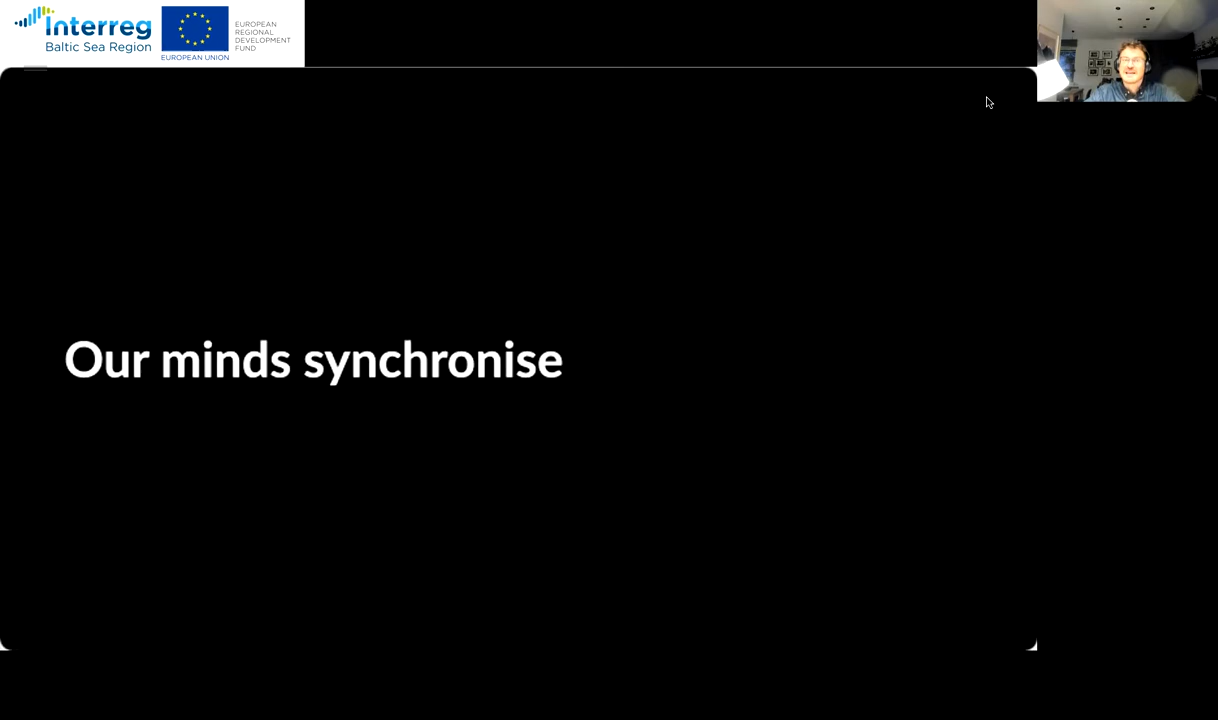 Interreg
Baltic Sea Region
EUROPEAN UNION
EUROPEAN
REGIONAL
DEVELOPMENT
FUND
Our minds synchronise